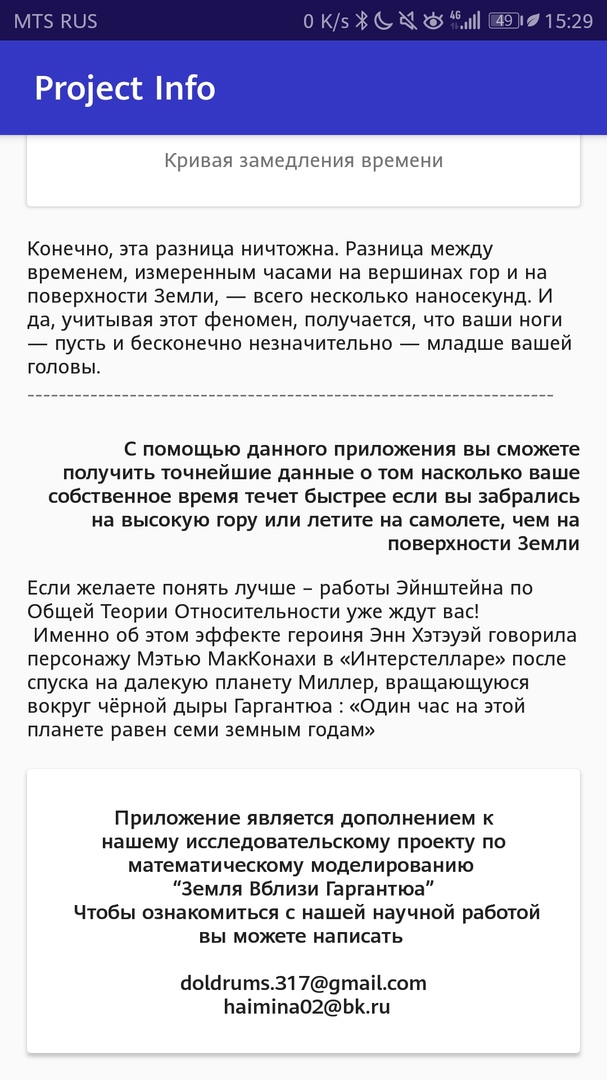 MTS RUS 0 K/s 4G 49 15:29
Project Info
Кривая замедления времени
Конечно, эта разница ничтожна. Разница между
временем, измеренным часами на вершинах гор и на
поверхности Земли, — всего несколько наносекунд. И
да, учитывая этот феномен, получается, что ваши ноги
— пусть и бесконечно незначительно — младше вашей
головы.
--------------------------------------------------------------------
С помощью данного приложения вы сможете
получить точнейшие данные о том насколько ваше
собственное время течет быстрее если вы забрались
на высокую гору или летите на самолете, чем на
поверхности Земли
Если желаете понять лучше – работы Эйнштейна по
Общей Теории Относительности уже ждут вас!
Именно об этом эффекте героиня Энн Хэтэуэй говорила
персонажу Мэтью МакКонахи в «Интерстелларе» после
спуска на далекую планету Миллер, вращающуюся
вокруг чёрной дыры Гаргантюа : «Один час на этой
планете равен семи земным годам»
Приложение является дополнением к
нашему исследовательскому проекту по
математическому моделированию
“Земля Вблизи Гаргантюа”
Чтобы ознакомиться с нашей научной работой
вы можете написать
doldrums.317@gmail.com
haimina02@bk.ru